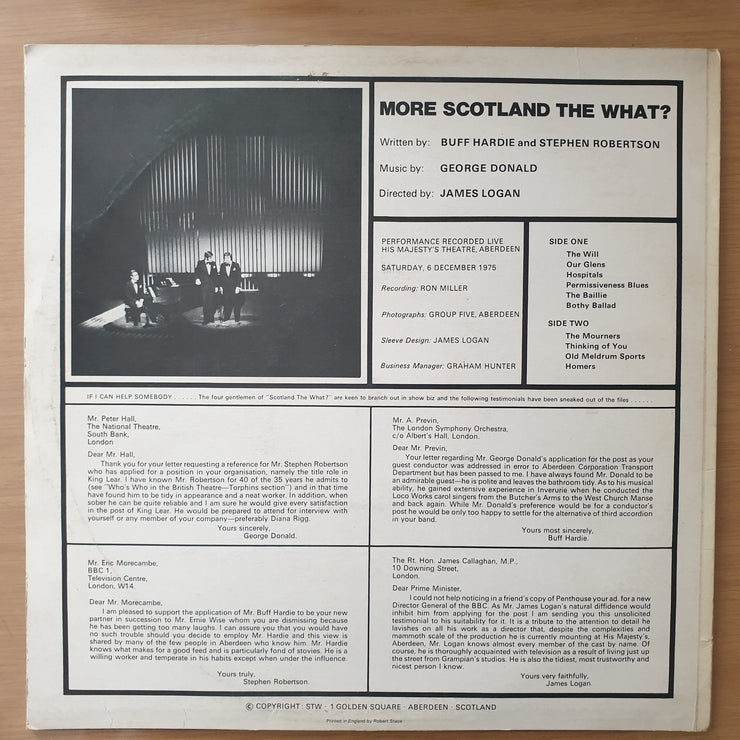 MORE SCOTLAND THE WHAT?
Written by: BUFF HARDIE and STEPHEN ROBERTSON
Music by: GEORGE DONALD
Directed by: JAMES LOGAN
PERFORMANCE RECORDED LIVE
HIS MAJESTY'S THEATRE, ABERDEEN
SATURDAY, 6 DECEMBER 1975
Recording: RON MILLER
Photographs: GROUP FIVE, ABERDEEN
Sleeve Design: JAMES LOGAN
Business Manager: GRAHAM HUNTER
SIDE ONE
The Will
Our Glens
Hospitals
Permissiveness Blues
The Baillie
Bothy Ballad
SIDE TWO
The Mourners
Thinking of You
Old Meldrum Sports
Homers
IF I CAN HELP SOMEBODY . . . . . . The four gentlemen of "Scotland The What?" are keen to branch out in show biz and the following testimonials have been sneaked out of the files . . . . . .
Mr. Peter Hall,
The National Theatre,
South Bank,
London
Dear Mr. Hall,
Thank you for your letter requesting a reference for Mr. Stephen Robertson
who has applied for a position in your organisation, namely the title role in
King Lear. I have known Mr. Robertson for 40 of the 35 years he admits to
(see "Who's Who in the British Theatre—Torphins section") and in that time
have found him to be tidy in appearance and a neat worker. In addition, when
sober he can be quite reliable and I am sure he would give every satisfaction
in the post of King Lear. He would be prepared to attend for interview with
yourself or any member of your company—preferably Diana Rigg.
Yours sincerely,
George Donald.
Mr. A. Previn,
The London Symphony Orchestra,
c/o Albert's Hall, London.
Dear Mr. Previn,
Your letter regarding Mr. George Donald's application for the post as your
guest conductor was addressed in error to Aberdeen Corporation Transport
Department but has been passed to me. I have always found Mr. Donald to be
an admirable guest—he is polite and leaves the bathroom tidy. As to his musical
ability, he gained extensive experience in Inverurie when he conducted the
Loco Works carol singers from the Butcher's Arms to the West Church Manse
and back again. While Mr. Donald's preference would be for a conductor's
post he would be only too happy to settle for the alternative of third accordion
in your band.
Yours most sincerely,
Buff Hardie.
Mr. Eric Morecambe,
BBC 1,
Television Centre,
London, W14.
Dear Mr. Morecambe,
I am pleased to support the application of Mr. Buff Hardie to be your new
partner in succession to Mr. Ernie Wise whom you are dismissing because
he has been getting too many laughs. I can assure you that you would have
no such trouble should you decide to employ Mr. Hardie and this view is
shared by many of the few people in Aberdeen who know him. Mr. Hardie
knows what makes for a good feed and is particularly fond of stovies. He is a
willing worker and temperate in his habits except when under the influence.
Yours truly,
Stephen Robertson.
The Rt. Hon. James Callaghan, M.P.,
10 Downing Street,
London.
Dear Prime Minister,
I could not help noticing in a friend's copy of Penthouse your ad. for a new
Director General of the BBC. As Mr. James Logan's natural diffidence would
inhibit him from applying for the post I am sending you this unsolicited
testimonial to his suitability for it. It is a tribute to the attention to detail he
lavishes on all his work as a director that, despite the complexities and
mammoth scale of the production he is currently mounting at His Majesty's,
Aberdeen, Mr. Logan knows almost every member of the cast by name. Of
course, he is thoroughly acquainted with television as a result of living just up
the street from Grampian's studios. He is also the tidiest, most trustworthy and
nicest person I know.
Yours very faithfully,
James Logan.
© COPYRIGHT: STW · 1 GOLDEN SQUARE · ABERDEEN · SCOTLAND
Printed in England by Robert Stace